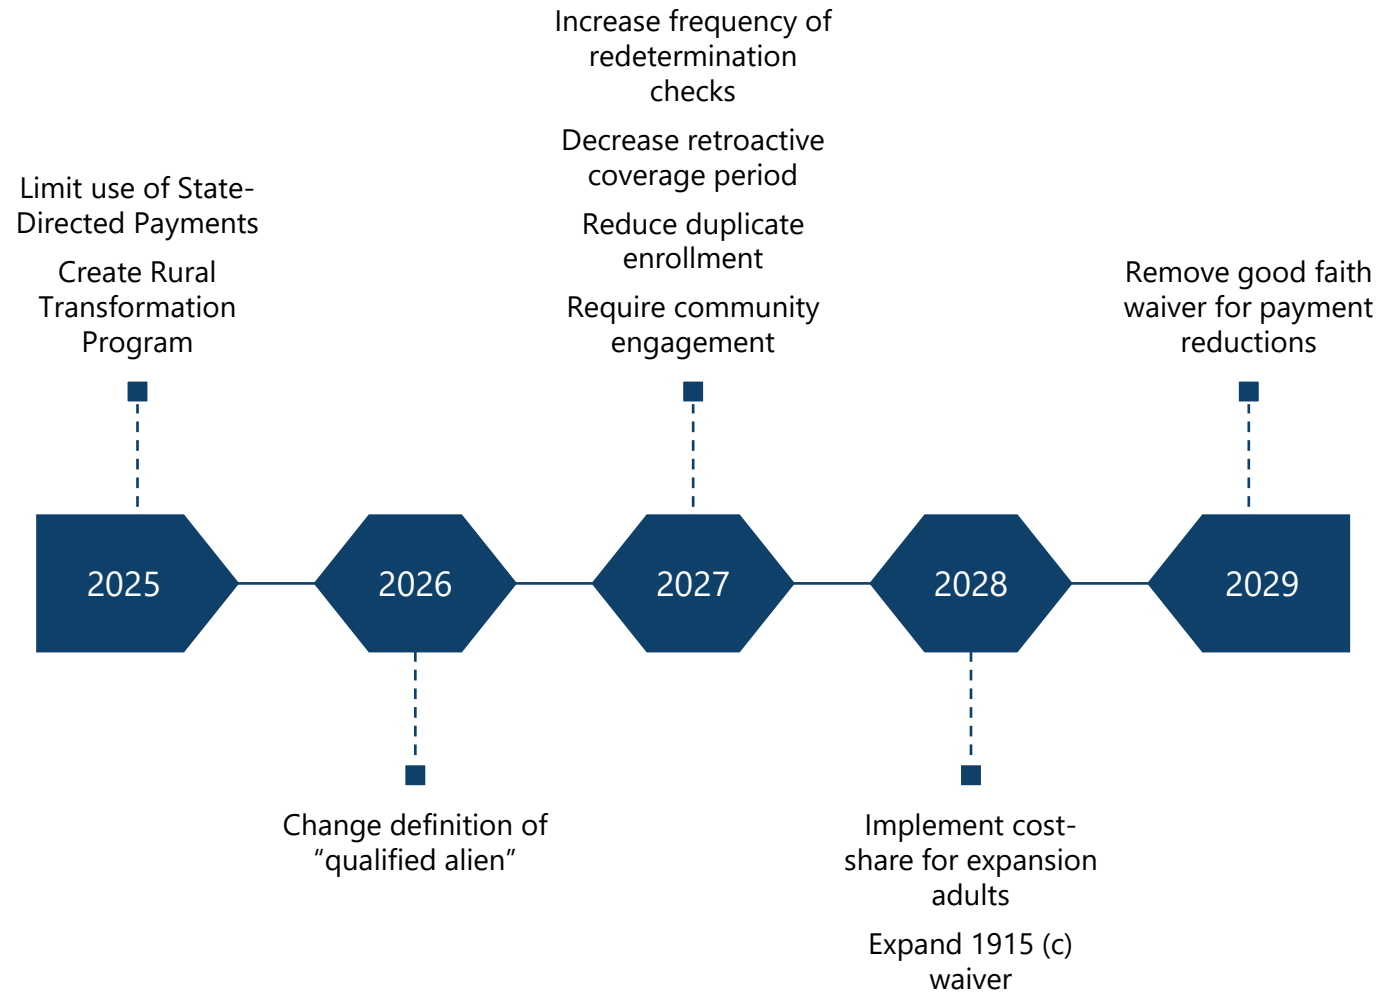 Increase frequency of
redetermination
checks
Decrease retroactive
coverage period
Reduce duplicate
enrollment
Require community
engagement
Limit use of State-
Directed Payments
Create Rural
Transformation
Program
Remove good faith
waiver for payment
reductions
2025
2026
2027
2028
2029
Change definition of
“qualified alien”
Implement cost-
share for expansion
adults
Expand 1915 (c)
waiver